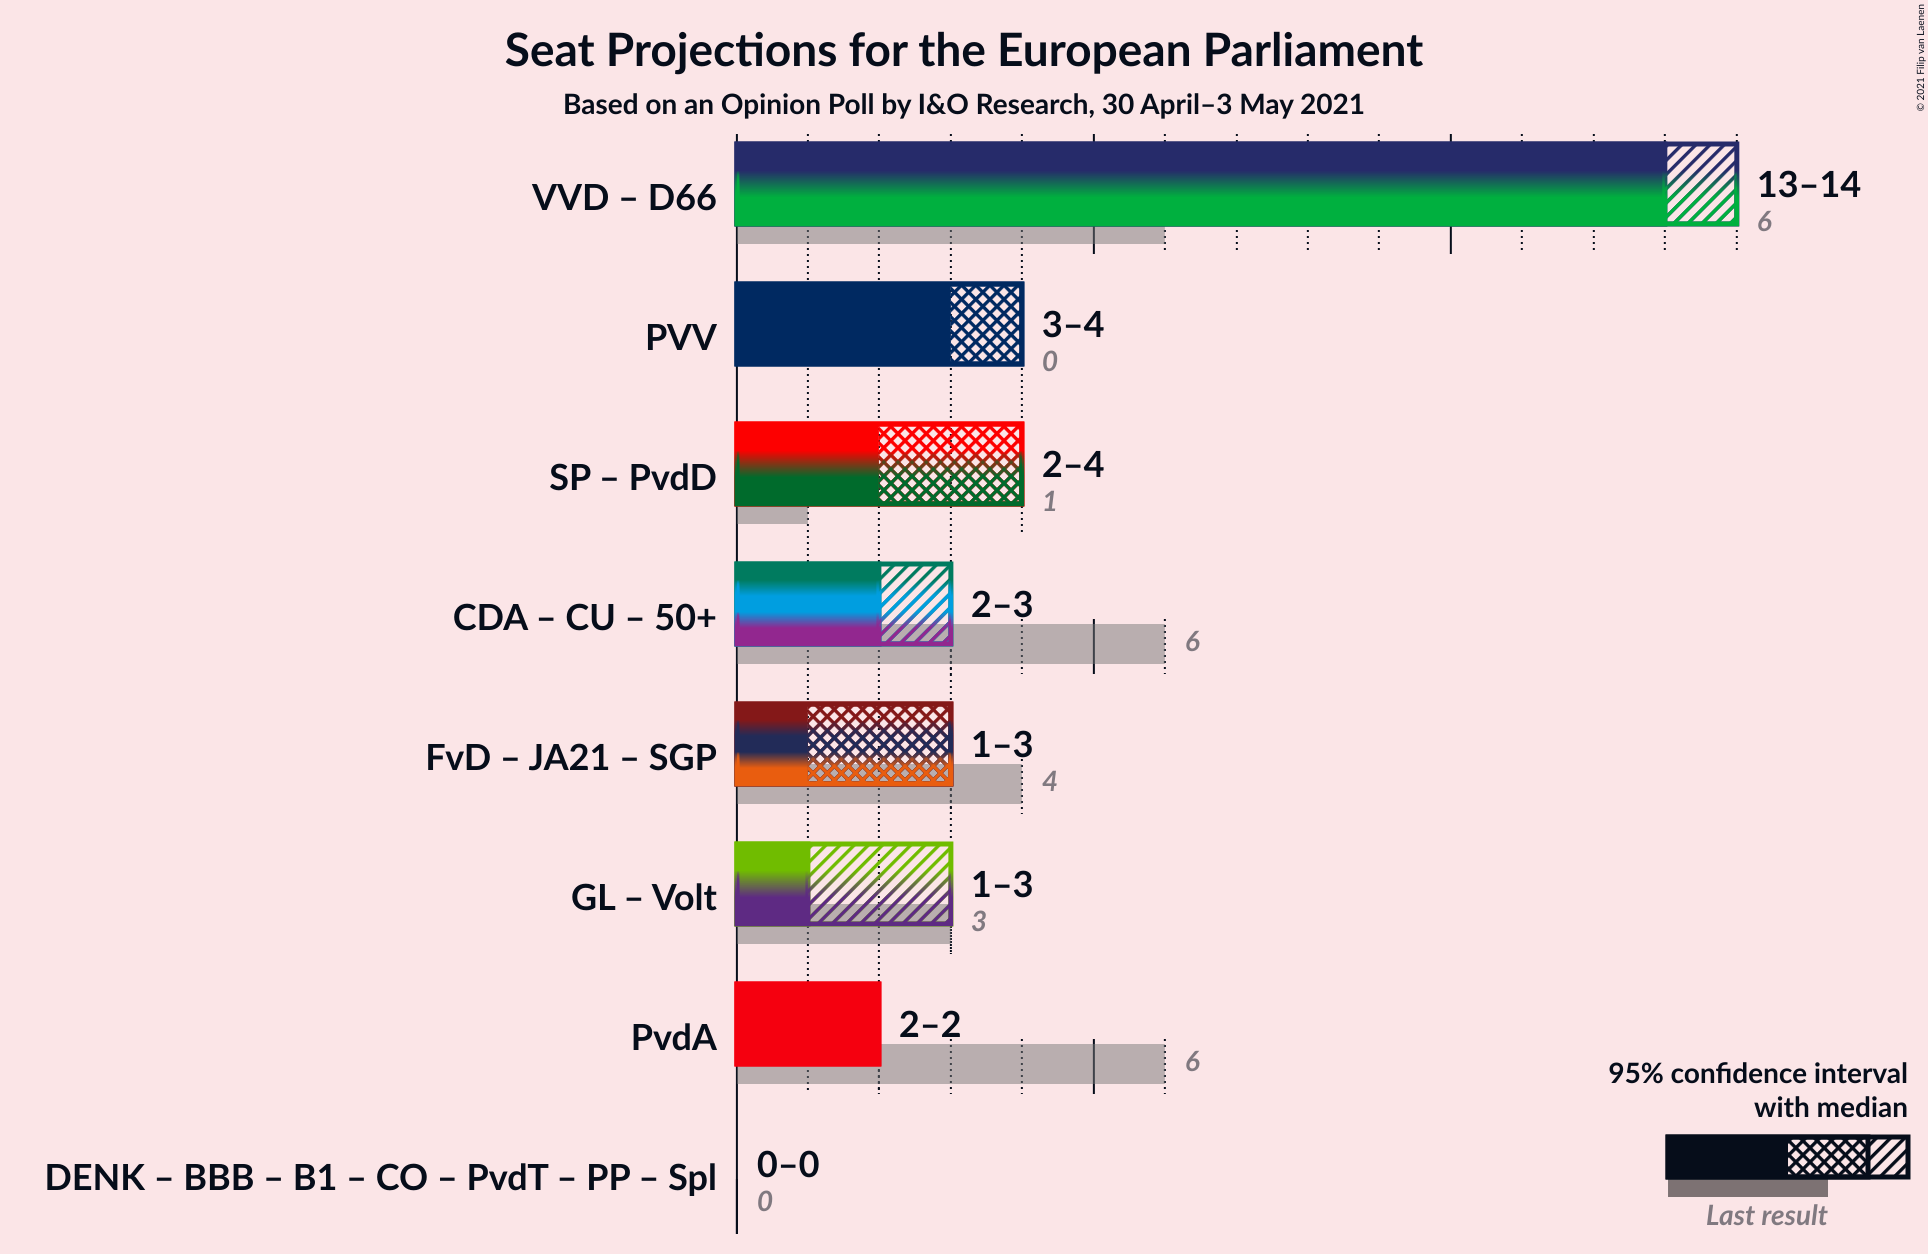 Seat Projections for the European Parliament
Based on an Opinion Poll by I&O Research, 30 April–3 May 2021
© 2021 Filip van Laenen
VVD – D66
13–14
6
PVV
3–4
0
SP – PvdD
2–4
1
CDA – CU – 50+
2–3
6
FvD – JA21 – SGP
1–3
4
GL – Volt
1–3
3
PvdA
2–2
6
DENK – BBB – B1 – CO – PvdT – PP – Spl
0–0
0
95% confidence interval
with median
Last result